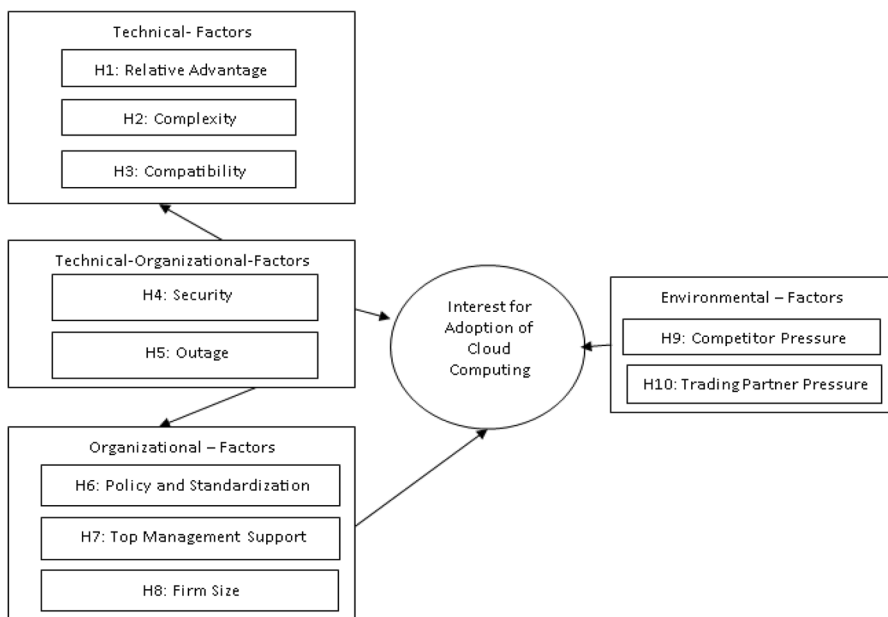 Technical- Factors
H1: Relative Advantage
H2: Complexity
H3: Compatibility
Technical-Organizational-Factors
H4: Security
H5: Outage
Organizational – Factors
H6: Policy and Standardization
H7: Top Management Support
H8: Firm Size
Interest for
Adoption of
Cloud
Computing
Environmental – Factors
H9: Competitor Pressure
H10: Trading Partner Pressure